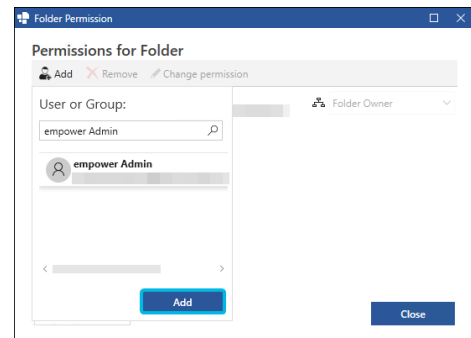 Folder Permission
Permissions for Folder
Add Remove Change permission
User or Group:
Folder Owner
empower Admin
empower Admin
Add
Close